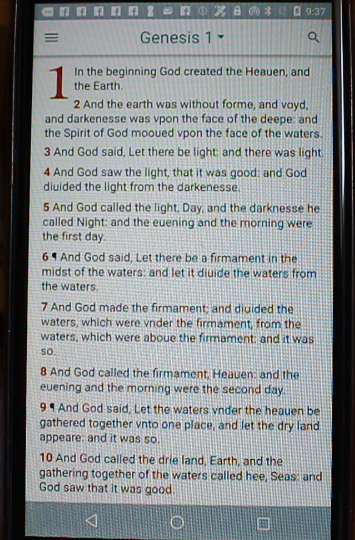 9:37
Genesis 1
1 In the beginning God created the Heauen, and
the Earth.
2 And the earth was without forme, and voyd,
and darkenesse was vpon the face of the deepe: and
the Spirit of God mooued vpon the face of the waters.
3 And God said, Let there be light: and there was light.
4 And God saw the light, that it was good: and God
diuided the light from the darkenesse.
5 And God called the light, Day, and the darknesse he
called Night: and the euening and the morning were
the first day.
6 ¶ And God said, Let there be a firmament in the
midst of the waters: and let it diuide the waters from
the waters.
7 And God made the firmament; and diuided the
waters, which were vnder the firmament, from the
waters, which were aboue the firmament: and it was
so.
8 And God called the firmament, Heauen: and the
euening and the morning were the second day.
9 ¶ And God said, Let the waters vnder the heauen be
gathered together vnto one place, and let the dry land
appeare: and it was so.
10 And God called the drie land, Earth, and the
gathering together of the waters called hee, Seas: and
God saw that it was good.